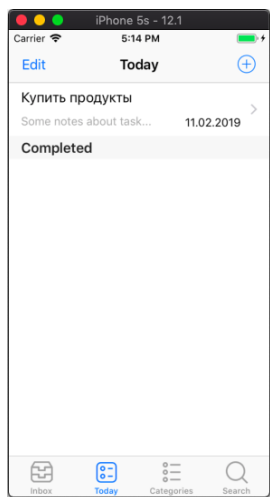 iPhone 5s - 12.1
Carrier 5:14 PM
Edit Today
Купить продукты
Some notes about task... 11.02.2019
Completed
Inbox Today Categories Search